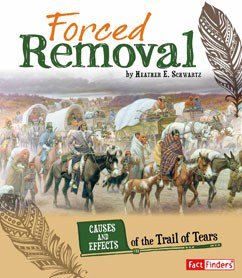 Forced
Removal
by Heather E. Schwartz
CAUSES
AND
EFFECTS
of the Trail of Tears
Fact finders